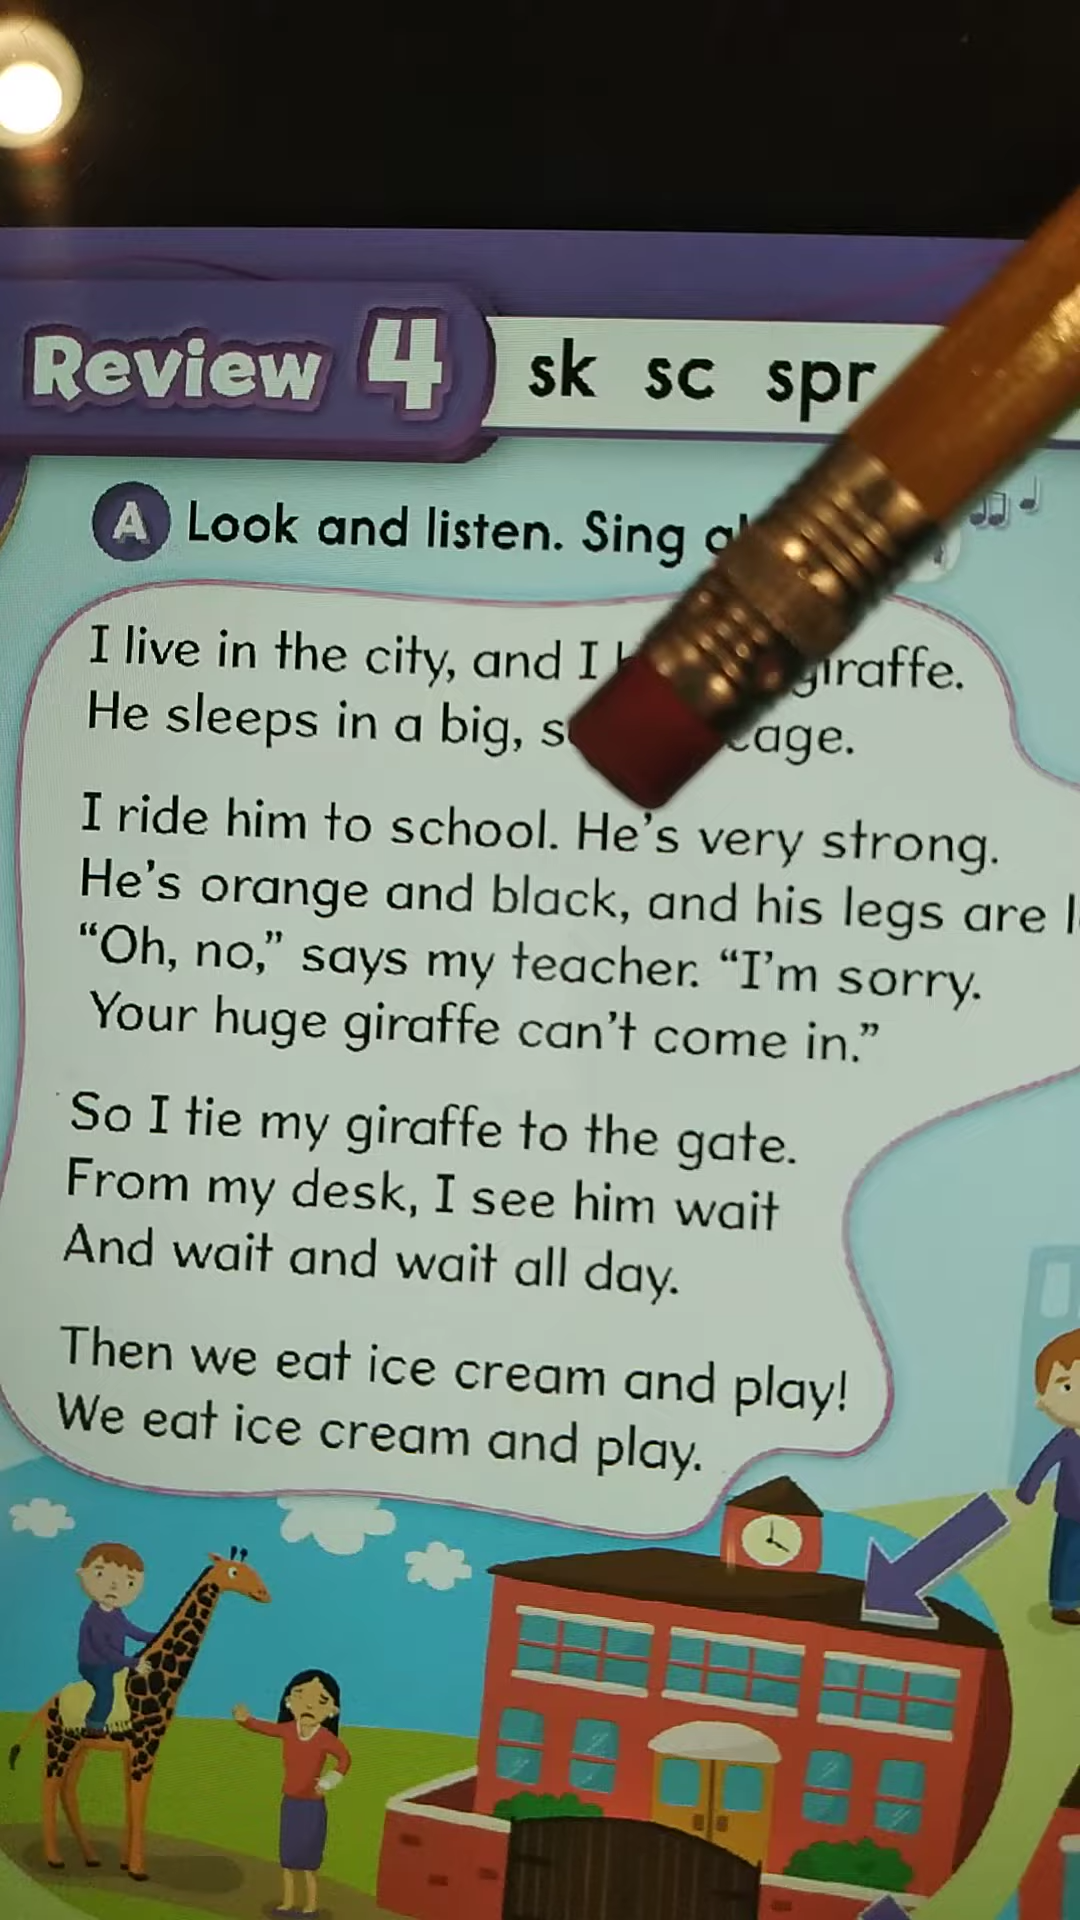 Review 4 sk sc spr
A Look and listen. Sing
I live in the city, and I giraffe.
He sleeps in a big, cage.
I ride him to school. He's very strong.
He's orange and black, and his legs are
“Oh, no,” says my teacher. “I'm sorry.
Your huge giraffe can't come in.”
So I tie my giraffe to the gate.
From my desk, I see him wait
And wait and wait all day.
Then we eat ice cream and play!
We eat ice cream and play.